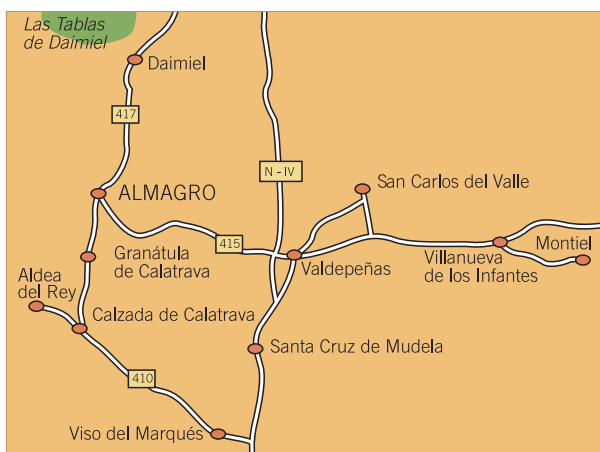 Las Tablas
de Daimiel
Daimiel
417
N - IV
San Carlos del Valle
ALMAGRO
415
Granátula
de Calatrava
Valdepeñas
Villanueva
de los Infantes
Montiel
Aldea
del Rey
Calzada de Calatrava
Santa Cruz de Mudela
410
Viso del Marqués